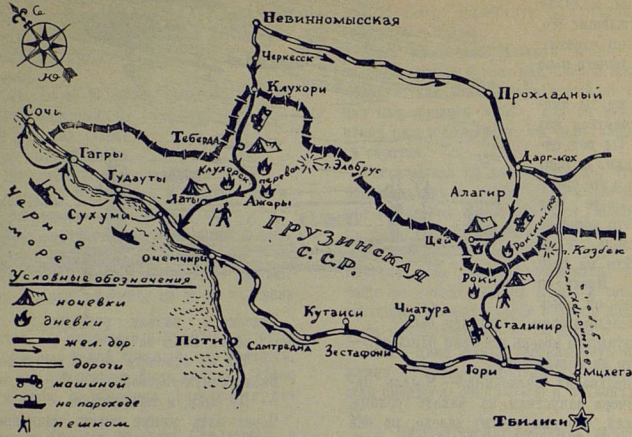 Невинномысская
Се.
Ю.
Черкесск
Клухори
Прохладный
Сочи
Теберда
Гагры
Клухорск
перевал
г. Эльбрус
Дарг-кох
Гудауты
Латы
Ажары
Алагир
Сухуми
Черное
море
ГРУЗИНСКАЯ
С.С.Р.
Цей
г. Казбек
Очемчири
Роки
Условные обозначения
ночевки
дневки
жел. дор.
дороги
машиной
на пароходе
пешком
Поти
Самтредиа
Кутаиси
Чиатура
Зестафони
Сталинир
Гори
Мцхета
Тбилиси